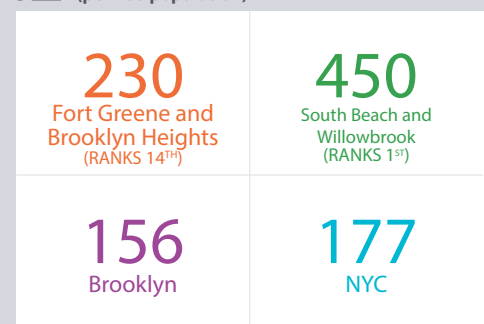 230
Fort Greene and
Brooklyn Heights
(RANKS 14TH)
450
South Beach and
Willowbrook
(RANKS 1ST)
156
Brooklyn
177
NYC